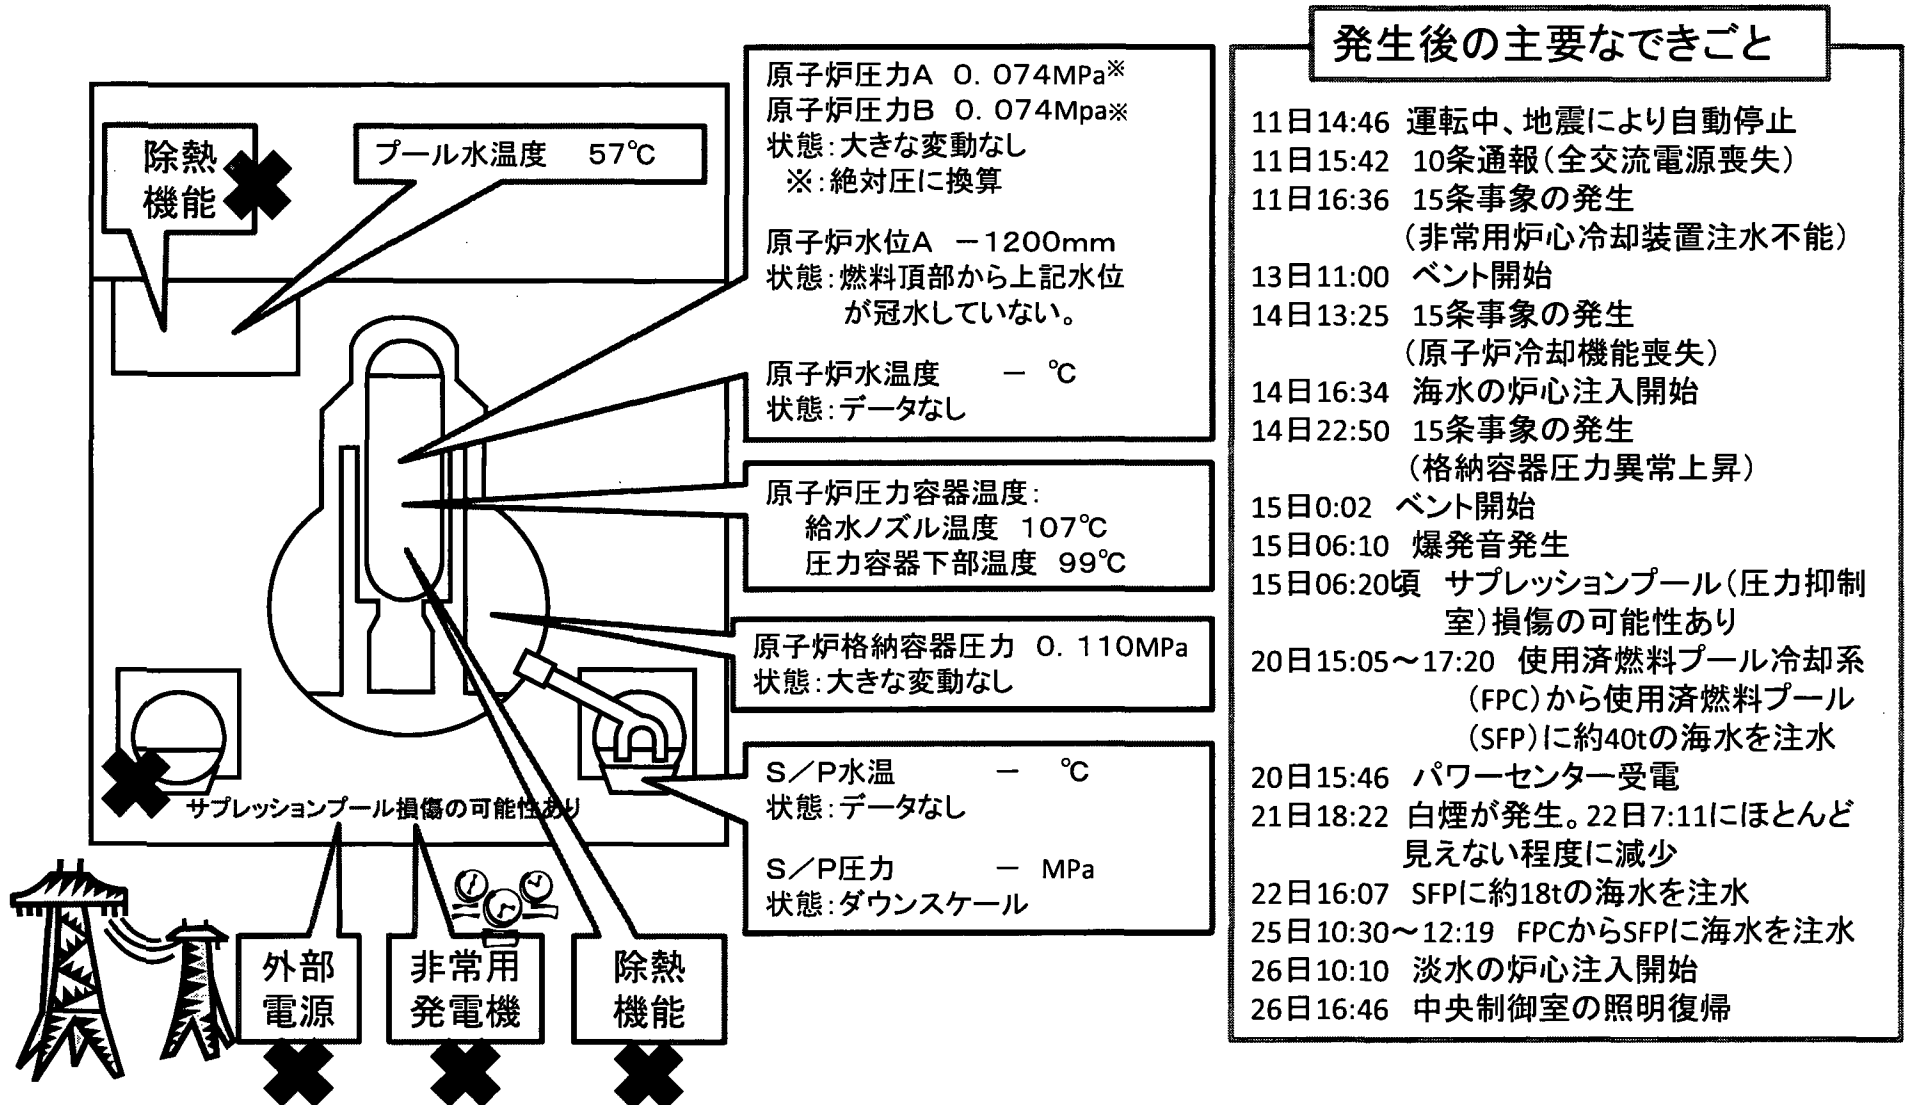 除熱
機能
プール水温度 57℃
原子炉圧力A 0.074MPa※
原子炉圧力B 0.074Mpa※
状態:大きな変動なし
※:絶対圧に換算
原子炉水位A －1200mm
状態:燃料頂部から上記水位
が冠水していない。
原子炉水温度 － ℃
状態:データなし
原子炉圧力容器温度:
給水ノズル温度 107℃
圧力容器下部温度 99℃
原子炉格納容器圧力 0.110MPa
状態:大きな変動なし
S／P水温 － ℃
状態:データなし
S／P圧力 － MPa
状態:ダウンスケール
サプレッションプール損傷の可能性あり
外部
電源
非常用
発電機
除熱
機能
発生後の主要なできごと
11日14:46 運転中、地震により自動停止
11日15:42 10条通報(全交流電源喪失)
11日16:36 15条事象の発生
(非常用炉心冷却装置注水不能)
13日11:00 ベント開始
14日13:25 15条事象の発生
(原子炉冷却機能喪失)
14日16:34 海水の炉心注入開始
14日22:50 15条事象の発生
(格納容器圧力異常上昇)
15日0:02 ベント開始
15日06:10 爆発音発生
15日06:20頃 サプレッションプール(圧力抑制
室)損傷の可能性あり
20日15:05～17:20 使用済燃料プール冷却系
(FPC)から使用済燃料プール
(SFP)に約40tの海水を注水
20日15:46 パワーセンター受電
21日18:22 白煙が発生。22日7:11にほとんど
見えない程度に減少
22日16:07 SFPに約18tの海水を注水
25日10:30～12:19 FPCからSFPに海水を注水
26日10:10 淡水の炉心注入開始
26日16:46 中央制御室の照明復帰